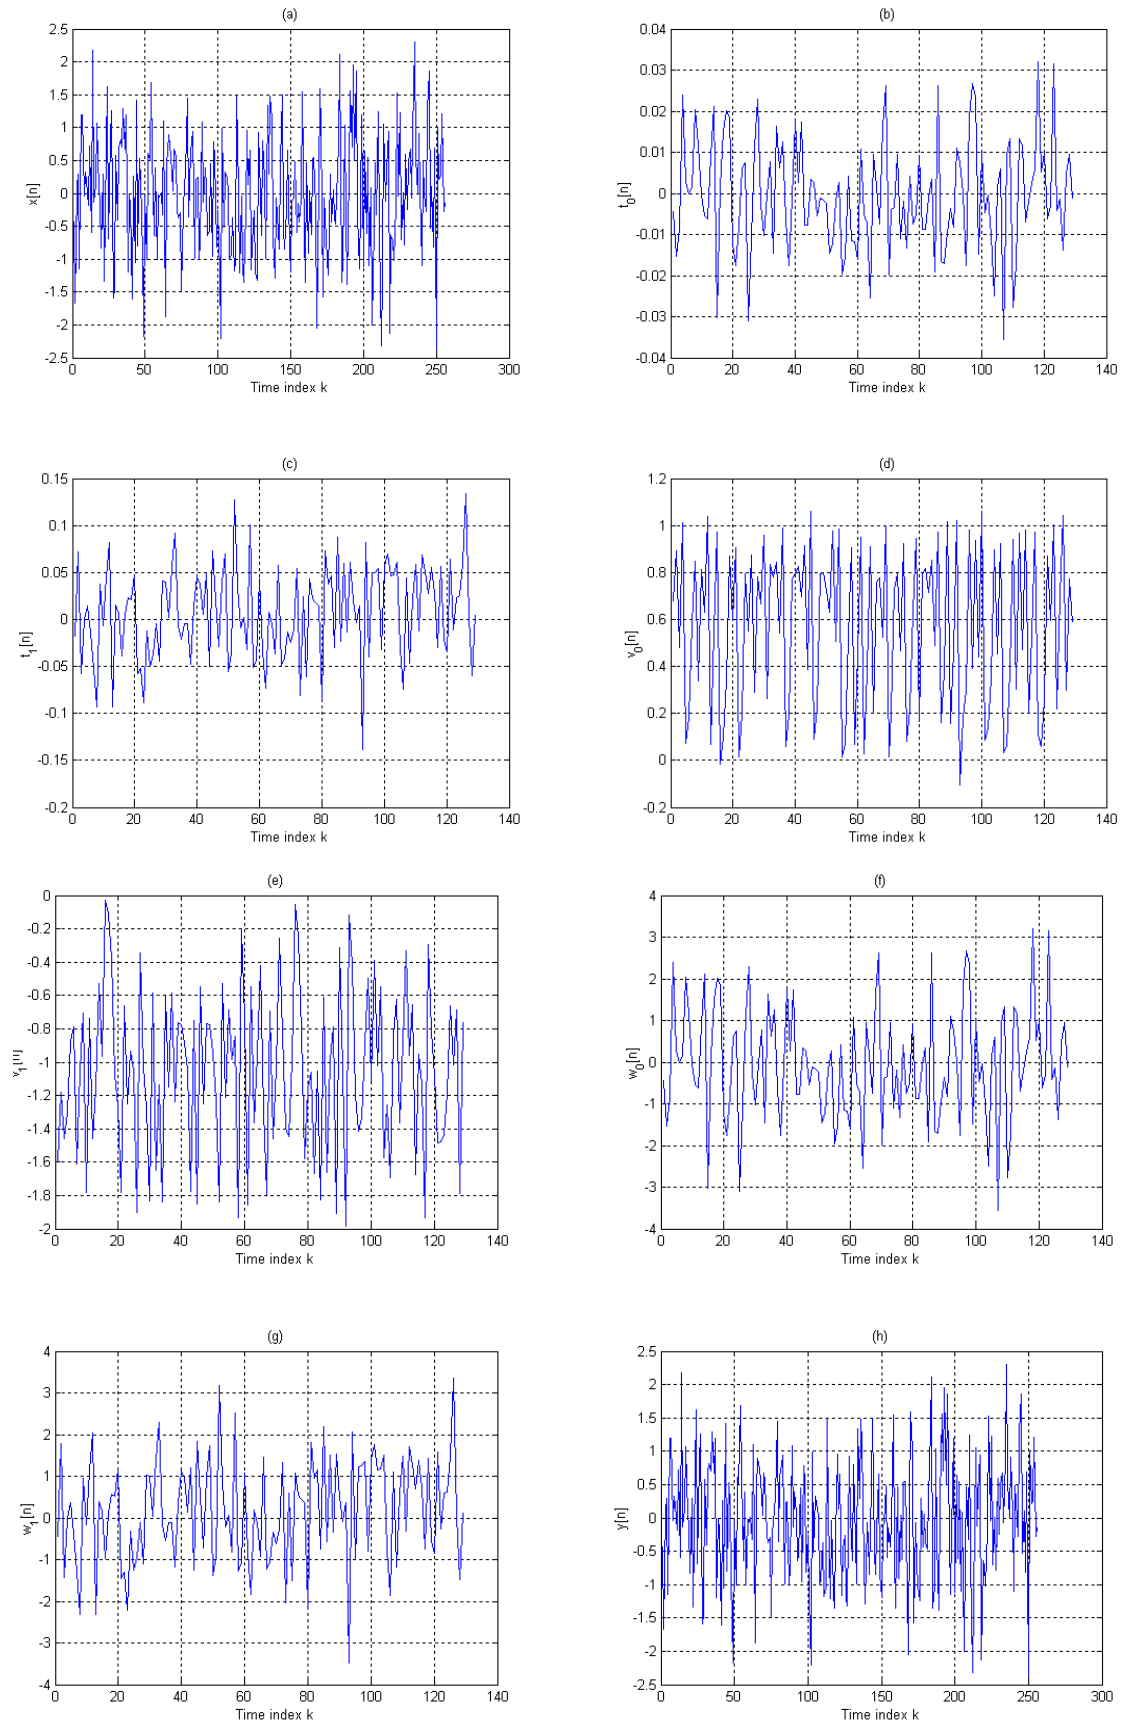 (a)
2.5
2
1.5
1
0.5
0
-0.5
-1
-1.5
-2
-2.5
x[n]
0 50 100 150 200 250 300
Time index k
(b)
0.04
0.03
0.02
0.01
0
-0.01
-0.02
-0.03
-0.04
t0[n]
0 20 40 60 80 100 120 140
Time index k
(c)
0.15
0.1
0.05
0
-0.05
-0.1
-0.15
-0.2
t1[n]
0 20 40 60 80 100 120 140
Time index k
(d)
1.2
1
0.8
0.6
0.4
0.2
0
-0.2
v0[n]
0 20 40 60 80 100 120 140
Time index k
(e)
0
-0.2
-0.4
-0.6
-0.8
-1
-1.2
-1.4
-1.6
-1.8
-2
v1[n]
0 20 40 60 80 100 120 140
Time index k
(f)
4
3
2
1
0
-1
-2
-3
-4
w0[n]
0 20 40 60 80 100 120 140
Time index k
(g)
4
3
2
1
0
-1
-2
-3
-4
w1[n]
0 20 40 60 80 100 120 140
Time index k
(h)
2.5
2
1.5
1
0.5
0
-0.5
-1
-1.5
-2
-2.5
y[n]
0 50 100 150 200 250 300
Time index k